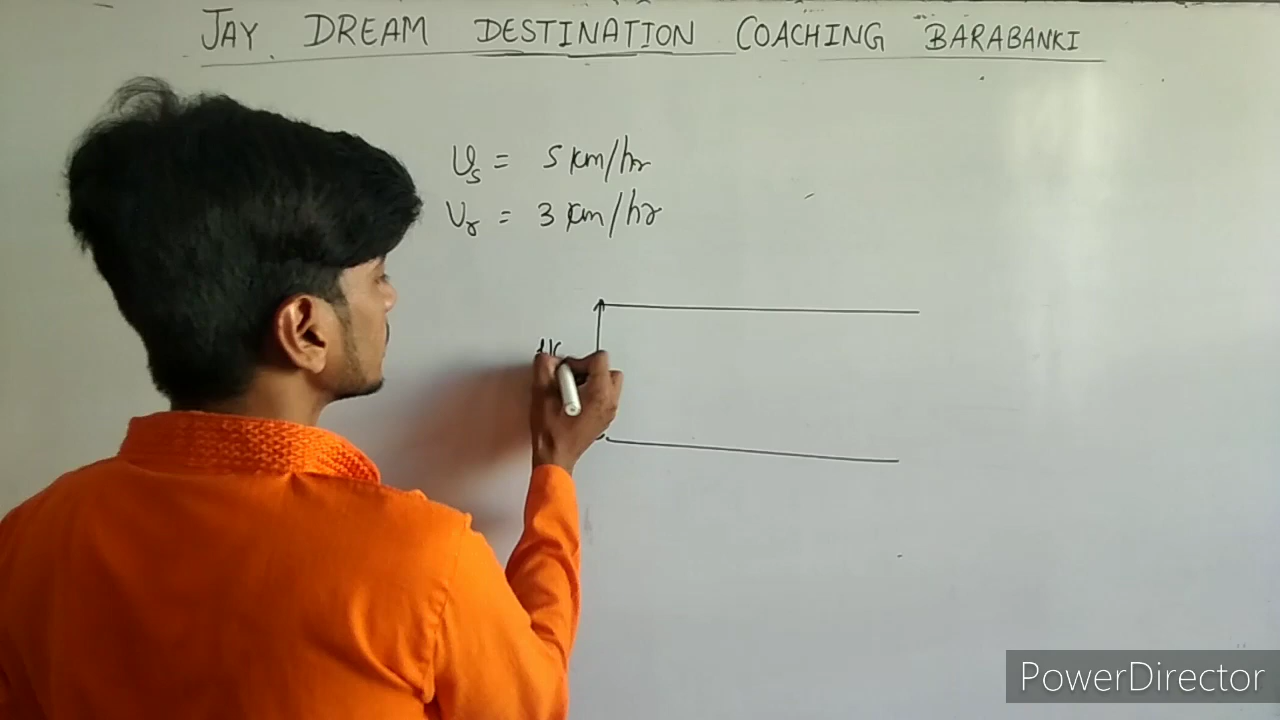 JAY DREAM DESTINATION COACHING BARABANKI
Vs = 5 km/hr
Vr = 3 km/hr
PowerDirector